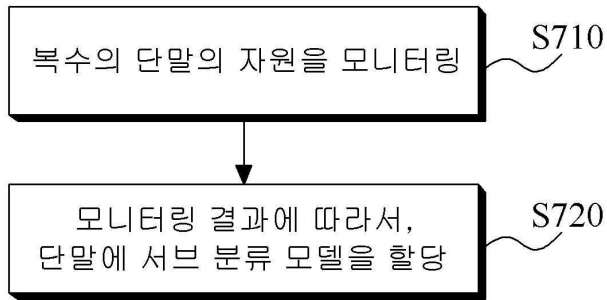 복수의 단말의 자원을 모니터링
S710
모니터링 결과에 따라서,
단말에 서브 분류 모델을 할당
S720